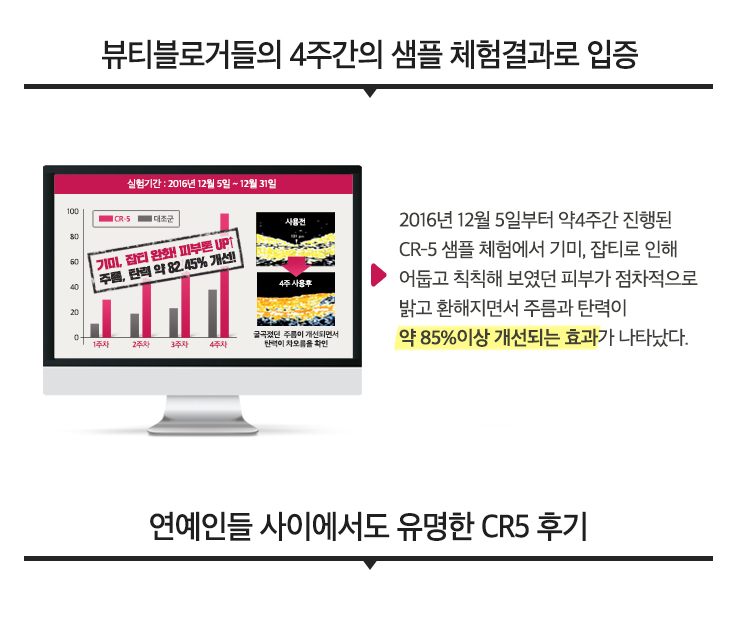 뷰티블로거들의 4주간의 샘플 체험결과로 입증
실험기간 : 2016년 12월 5일 ~ 12월 31일
100
80
60
40
20
0
CR-5 대조군
기미, 잡티 완화! 피부톤 UP↑
주름, 탄력 약 82.45% 개선!
1주차 2주차 3주차 4주차
사용전
4주 사용후
굴곡졌던 주름이 개선되면서
탄력이 차오름을 확인
2016년 12월 5일부터 약4주간 진행된
CR-5 샘플 체험에서 기미, 잡티로 인해
어둡고 칙칙해 보였던 피부가 점차적으로
밝고 환해지면서 주름과 탄력이
약 85%이상 개선되는 효과가 나타났다.
연예인들 사이에서도 유명한 CR5 후기